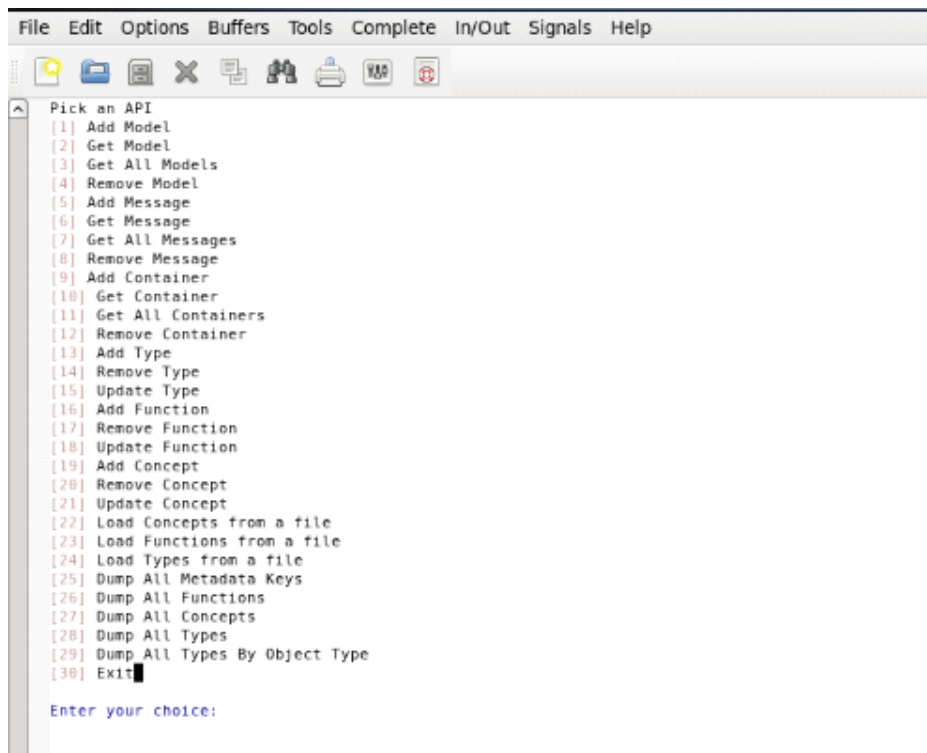 File Edit Options Buffers Tools Complete In/Out Signals Help
Pick an API
[1] Add Model
[2] Get Model
[3] Get All Models
[4] Remove Model
[5] Add Message
[6] Get Message
[7] Get All Messages
[8] Remove Message
[9] Add Container
[10] Get Container
[11] Get All Containers
[12] Remove Container
[13] Add Type
[14] Remove Type
[15] Update Type
[16] Add Function
[17] Remove Function
[18] Update Function
[19] Add Concept
[20] Remove Concept
[21] Update Concept
[22] Load Concepts from a file
[23] Load Functions from a file
[24] Load Types from a file
[25] Dump All Metadata Keys
[26] Dump All Functions
[27] Dump All Concepts
[28] Dump All Types
[29] Dump All Types By Object Type
[30] Exit
Enter your choice: